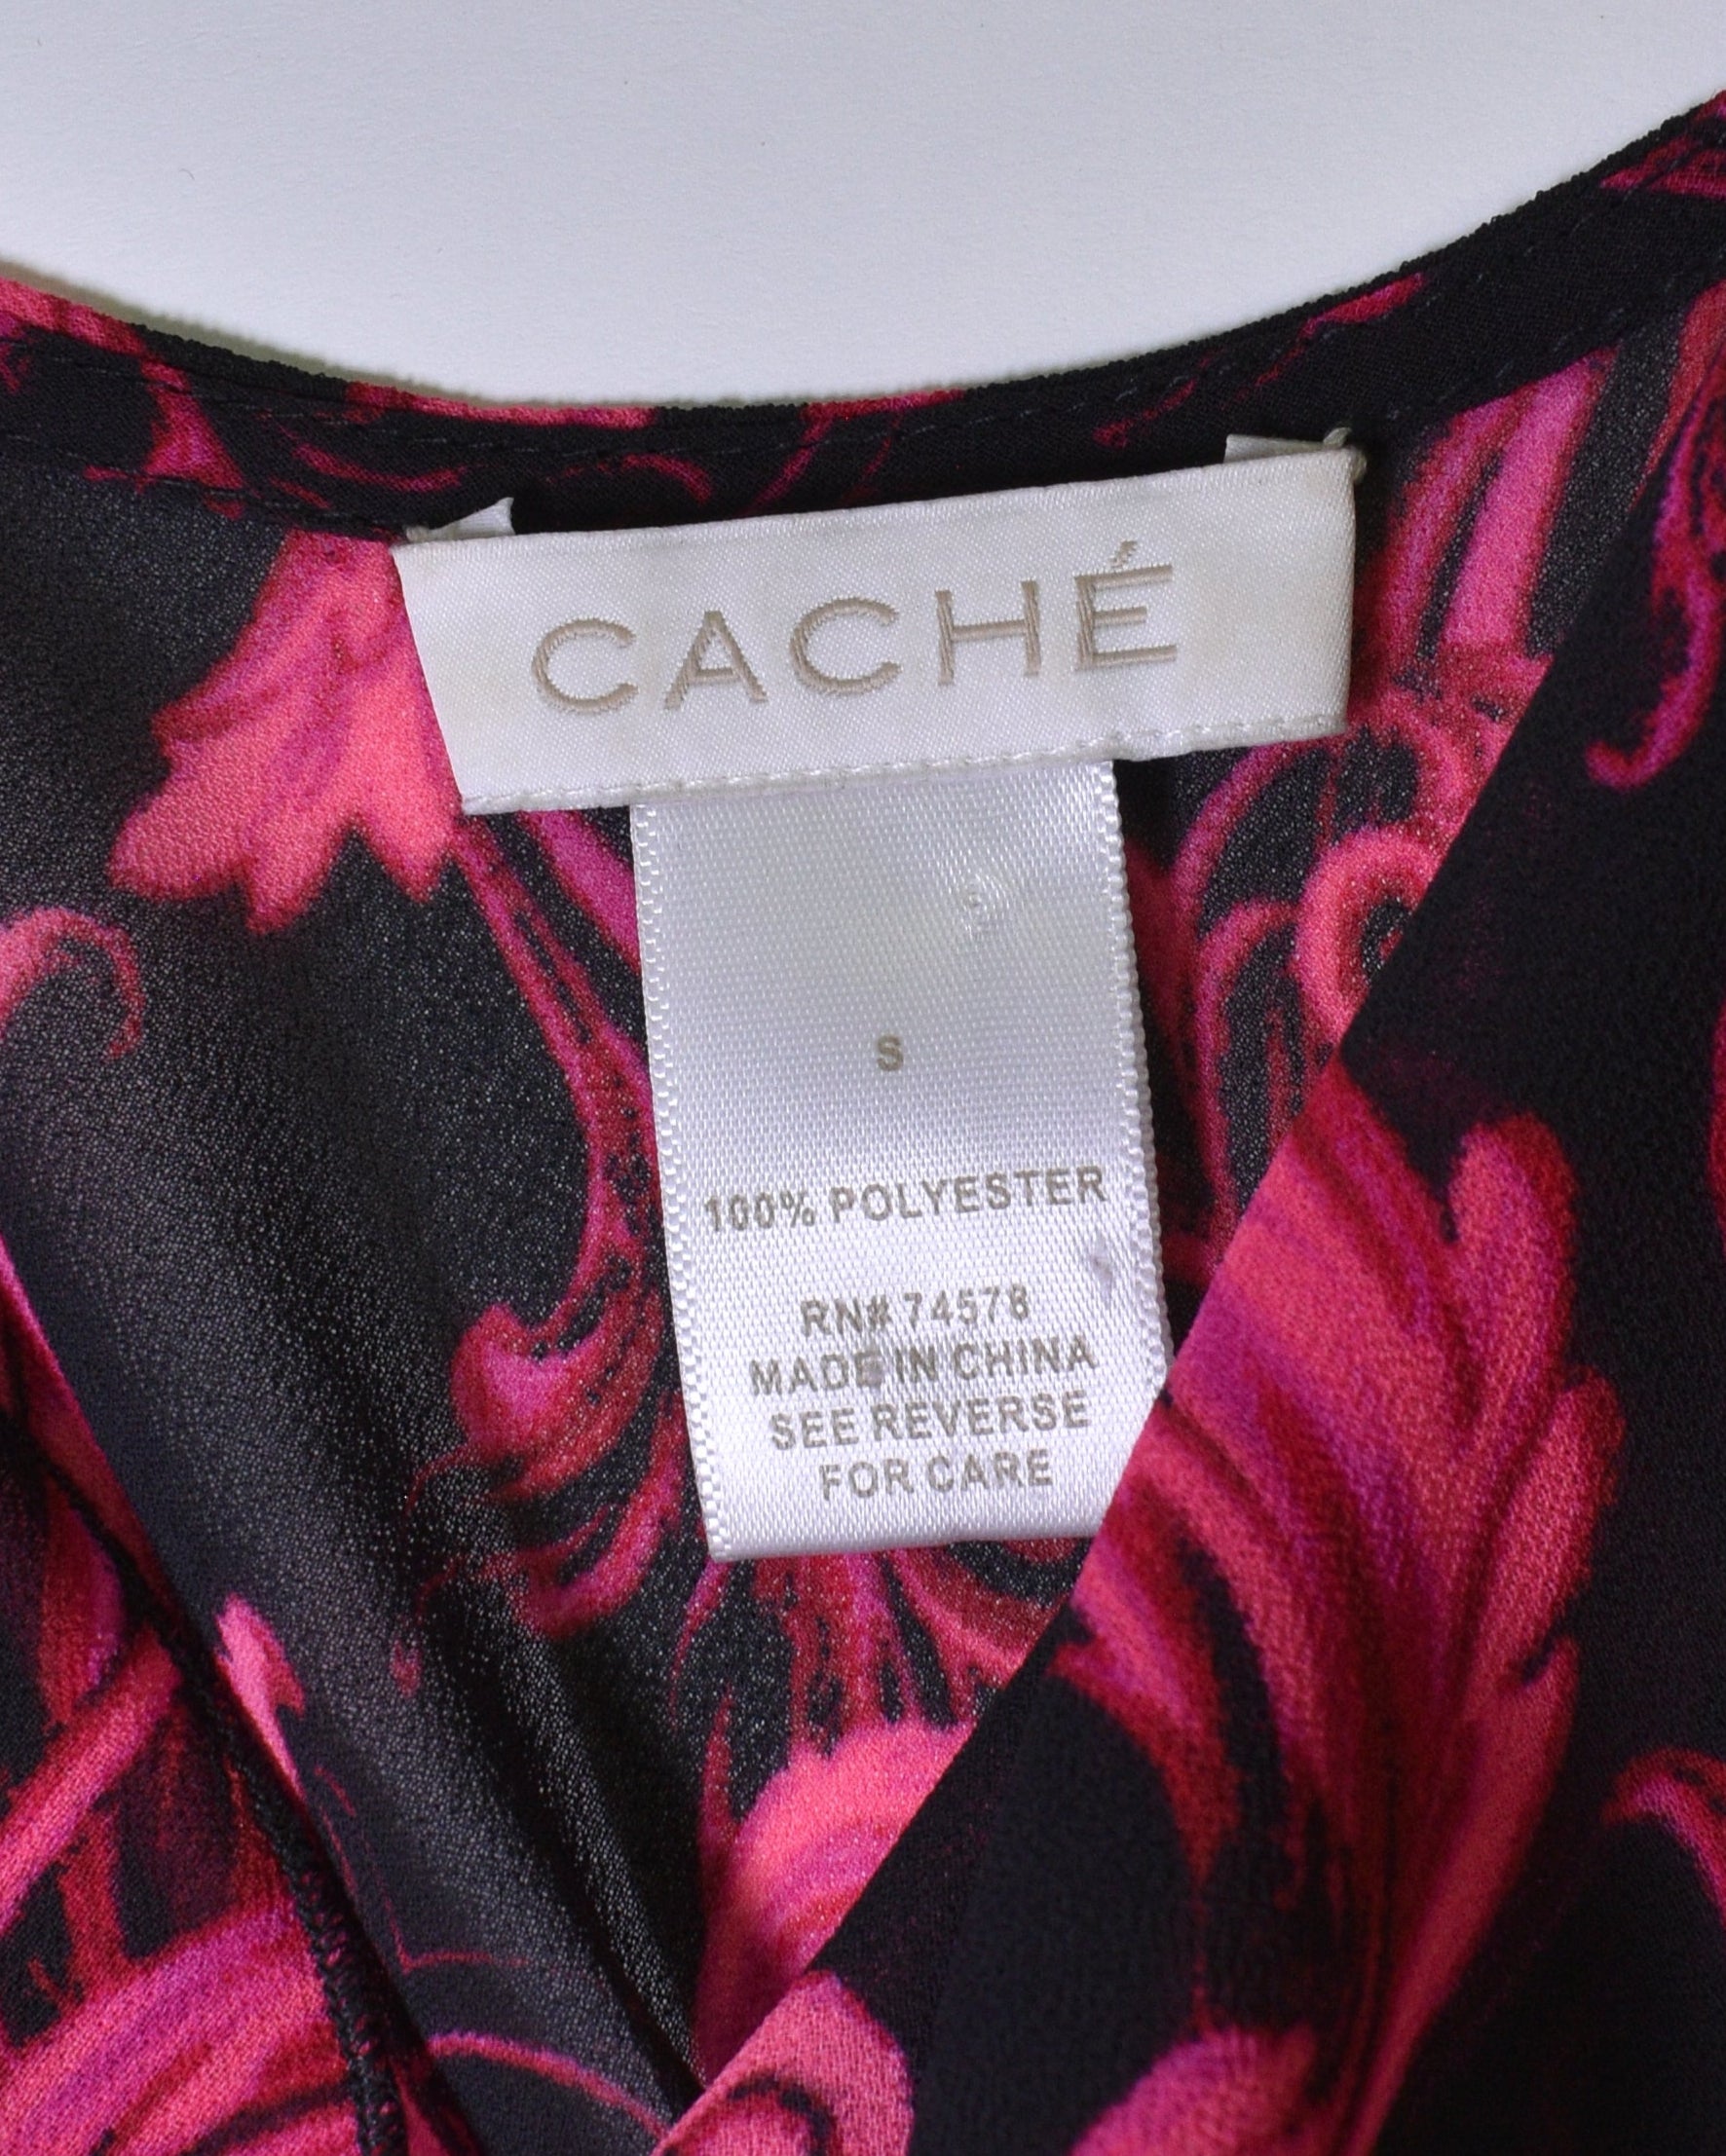 CACHÉ
S
100% POLYESTER
RN# 74578
MADE IN CHINA
SEE REVERSE
FOR CARE